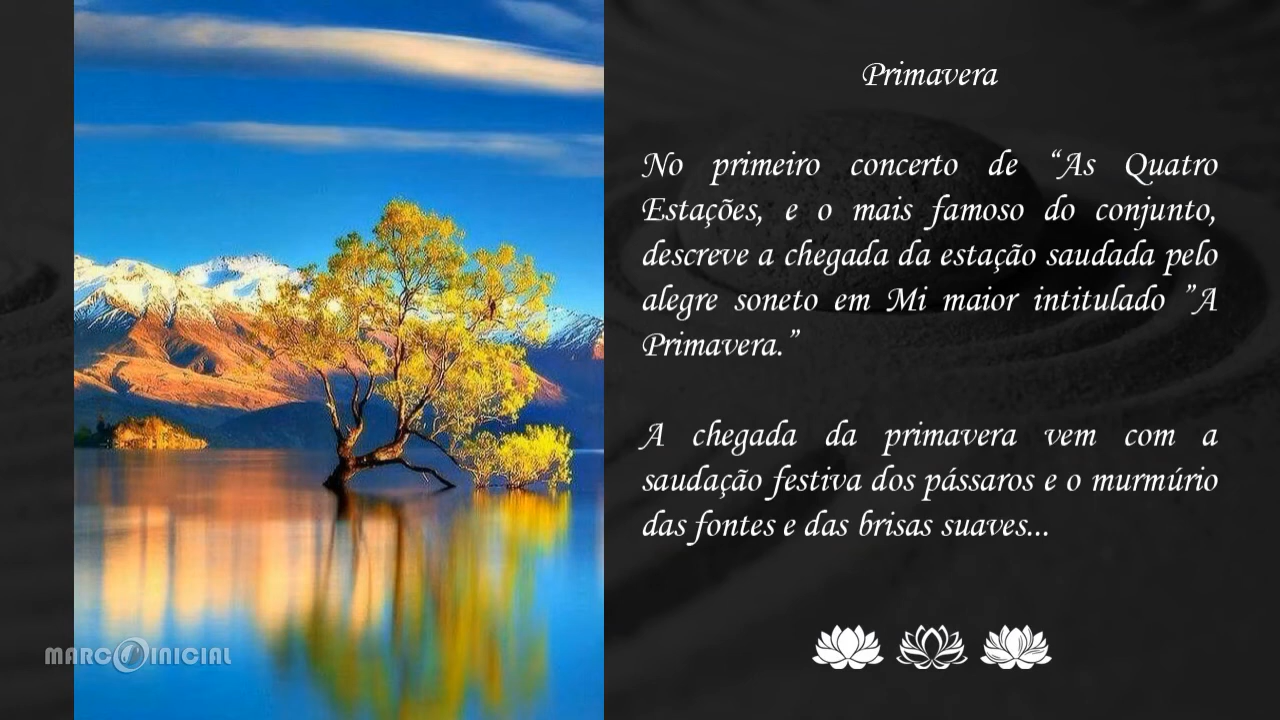 Primavera
No primeiro concerto de “As Quatro
Estações, e o mais famoso do conjunto,
descreve a chegada da estação saudada pelo
alegre soneto em Mi maior intitulado ”A
Primavera.”
A chegada da primavera vem com a
saudação festiva dos pássaros e o murmúrio
das fontes e das brisas suaves...
MARCO INICIAL